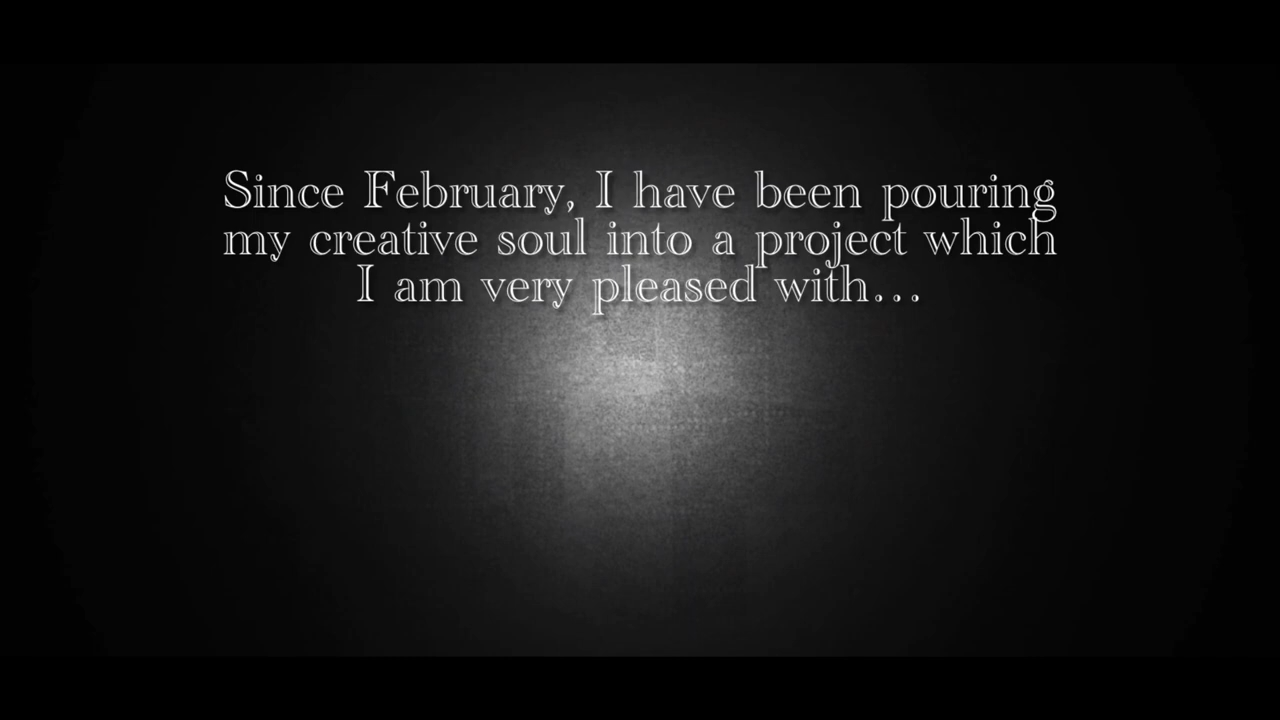 Since February, I have been pouring
my creative soul into a project which
I am very pleased with...